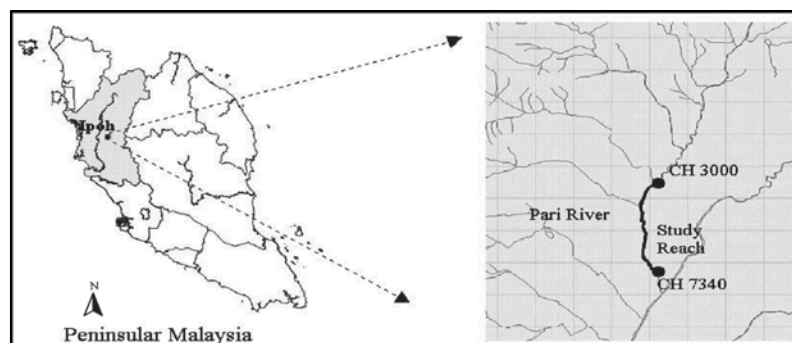 Ipoh
N
Peninsular Malaysia
CH 3000
Pari River
Study
Reach
CH 7340